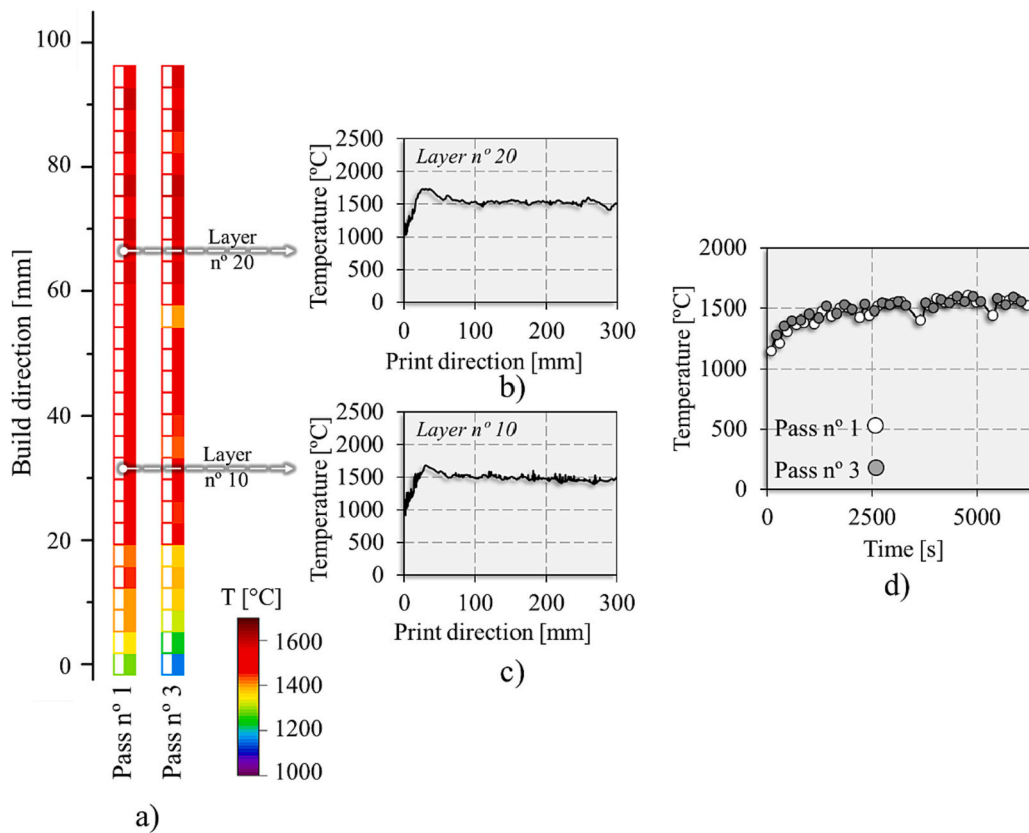 100
80
60
40
20
0
Build direction [mm]
Pass nº 1
Pass nº 3
a)
Layer
nº 20
Layer
nº 10
T [°C]
1600
1400
1200
1000
2500
2000
1500
1000
500
0
Temperature [ºC]
Layer nº 20
0
100
200
300
Print direction [mm]
b)
2500
2000
1500
1000
500
0
Temperature [ºC]
Layer nº 10
0
100
200
300
Print direction [mm]
c)
2000
1500
1000
500
0
Temperature [ºC]
Pass nº 1
Pass nº 3
0
2500
5000
Time [s]
d)